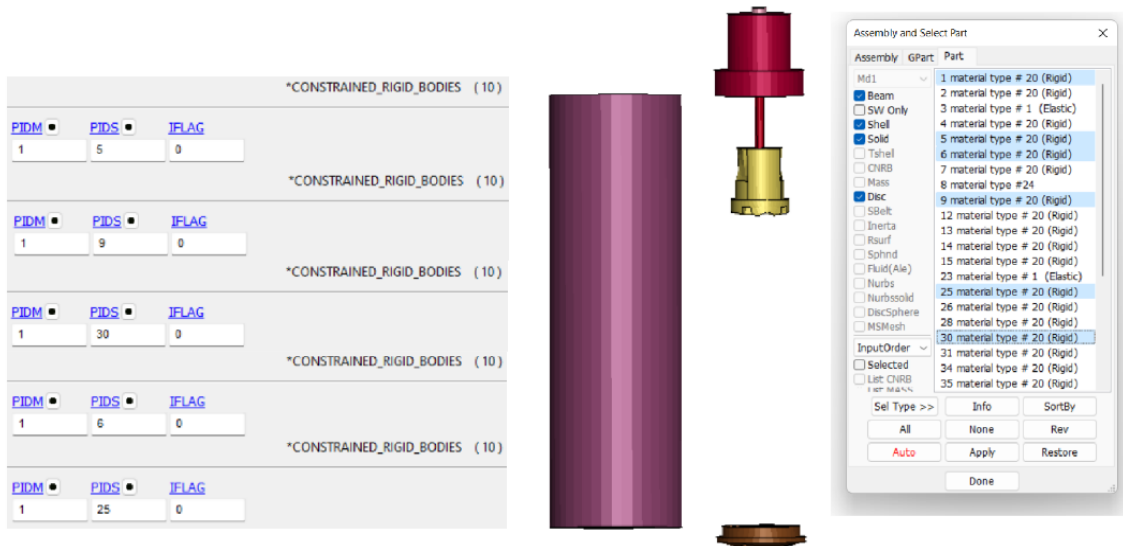 *CONSTRAINED_RIGID_BODIES (10)
PIDM PIDS IFLAG
1 5 0
*CONSTRAINED_RIGID_BODIES (10)
PIDM PIDS IFLAG
1 9 0
*CONSTRAINED_RIGID_BODIES (10)
PIDM PIDS IFLAG
1 30 0
*CONSTRAINED_RIGID_BODIES (10)
PIDM PIDS IFLAG
1 6 0
*CONSTRAINED_RIGID_BODIES (10)
PIDM PIDS IFLAG
1 25 0
Assembly and Select Part
Assembly GPart Part
Md1
Beam
SW Only
Shell
Solid
Tshell
CNRB
Mass
Disc
SBelt
Inerta
Rsurf
Sphnd
Fluid(Ale)
Nurbs
Nurbssolid
DiscSphere
MSMesh
InputOrder
Selected
List CNRB
List MASS
1 material type # 20 (Rigid)
2 material type # 20 (Rigid)
3 material type # 1 (Elastic)
4 material type # 20 (Rigid)
5 material type # 20 (Rigid)
6 material type # 20 (Rigid)
7 material type # 20 (Rigid)
8 material type #24
9 material type # 20 (Rigid)
12 material type # 20 (Rigid)
13 material type # 20 (Rigid)
14 material type # 20 (Rigid)
15 material type # 20 (Rigid)
23 material type # 1 (Elastic)
25 material type # 20 (Rigid)
26 material type # 20 (Rigid)
28 material type # 20 (Rigid)
30 material type # 20 (Rigid)
31 material type # 20 (Rigid)
34 material type # 20 (Rigid)
35 material type # 20 (Rigid)
Sel Type >> Info SortBy
All None Rev
Auto Apply Restore
Done